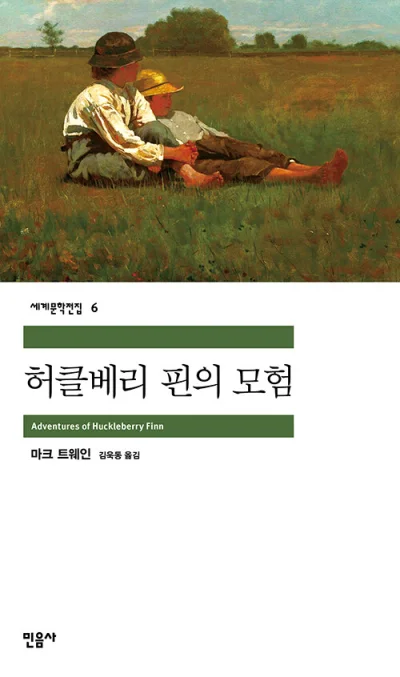 세계문학전집 6
허클베리 핀의 모험
Adventures of Huckleberry Finn
마크 트웨인 김욱동 옮김
민음사